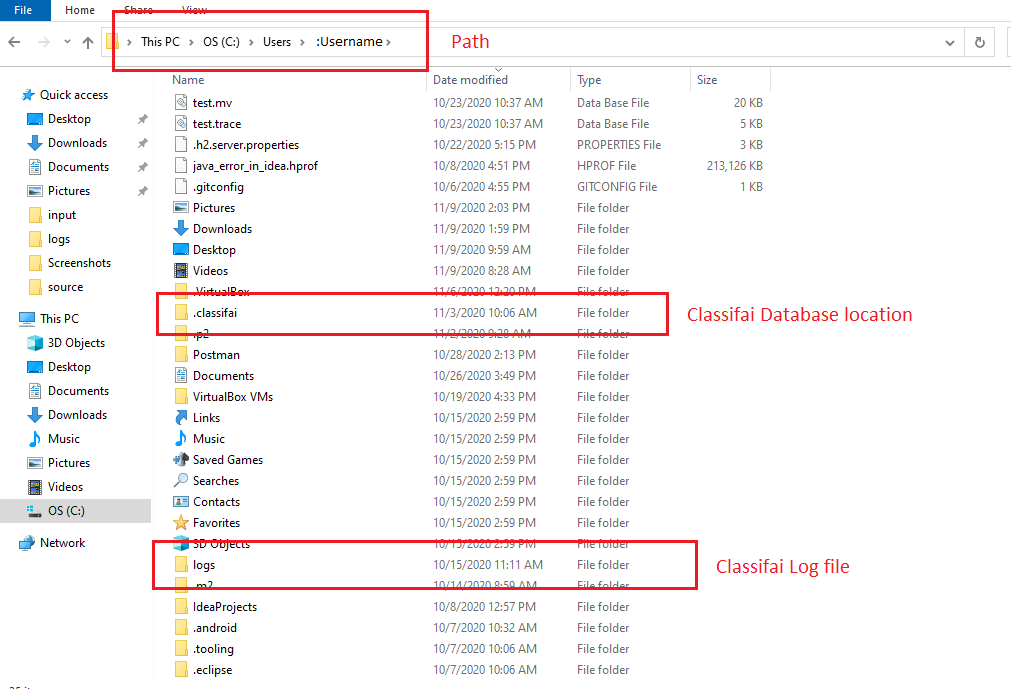 File Home Share View
This PC › OS (C:) › Users › :Username › Path
Name Date modified Type Size
Quick access
Desktop
Downloads
Documents
Pictures
input
logs
Screenshots
source
This PC
3D Objects
Desktop
Documents
Downloads
Music
Pictures
Videos
OS (C:)
Network
test.mv 10/23/2020 10:37 AM Data Base File 20 KB
test.trace 10/23/2020 10:37 AM Data Base File 5 KB
.h2.server.properties 10/22/2020 5:15 PM PROPERTIES File 3 KB
java_error_in_idea.hprof 10/8/2020 4:51 PM HPROF File 213,126 KB
.gitconfig 10/6/2020 4:55 PM GITCONFIG File 1 KB
Pictures 11/9/2020 2:03 PM File folder
Downloads 11/9/2020 1:59 PM File folder
Desktop 11/9/2020 9:59 AM File folder
Videos 11/9/2020 8:28 AM File folder
.VirtualBox 11/6/2020 12:20 PM File folder
.classifai 11/3/2020 10:06 AM File folder Classifai Database location
.p2 11/2/2020 9:28 AM File folder
Postman 10/28/2020 2:13 PM File folder
Documents 10/26/2020 3:49 PM File folder
VirtualBox VMs 10/19/2020 4:33 PM File folder
Links 10/15/2020 2:59 PM File folder
Music 10/15/2020 2:59 PM File folder
Saved Games 10/15/2020 2:59 PM File folder
Searches 10/15/2020 2:59 PM File folder
Contacts 10/15/2020 2:59 PM File folder
Favorites 10/15/2020 2:59 PM File folder
3D Objects 10/15/2020 2:59 PM File folder
logs 10/15/2020 11:11 AM File folder Classifai Log file
.m2 10/14/2020 8:59 AM File folder
IdeaProjects 10/8/2020 12:57 PM File folder
.android 10/7/2020 10:32 AM File folder
.tooling 10/7/2020 10:06 AM File folder
.eclipse 10/7/2020 10:06 AM File folder